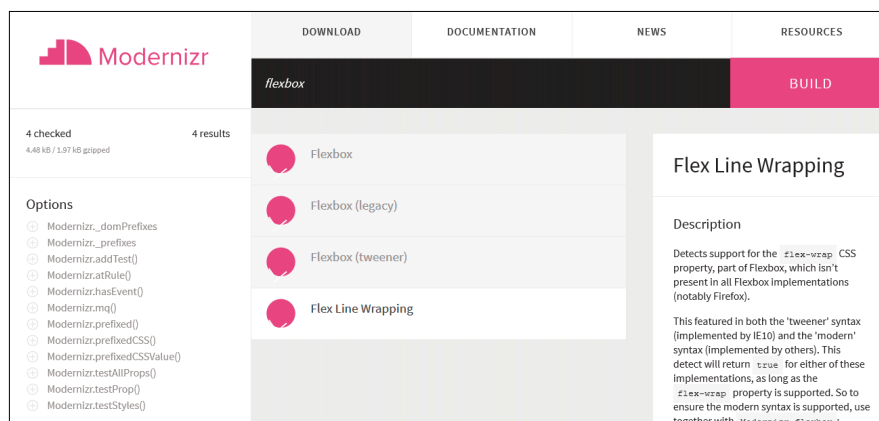 Modernizr
DOWNLOAD
DOCUMENTATION
NEWS
RESOURCES
flexbox
BUILD
4 checked
4 results
4.48 kB / 1.97 kB gzipped
Options
Modernizr._domPrefixes
Modernizr._prefixes
Modernizr.addTest()
Modernizr.atRule()
Modernizr.hasEvent()
Modernizr.mq()
Modernizr.prefixed()
Modernizr.prefixedCSS()
Modernizr.prefixedCSSValue()
Modernizr.testAllProps()
Modernizr.testProp()
Modernizr.testStyles()
Flexbox
Flexbox (legacy)
Flexbox (tweener)
Flex Line Wrapping
Flex Line Wrapping
Description
Detects support for the flex-wrap CSS
property, part of Flexbox, which isn't
present in all Flexbox implementations
(notably Firefox).
This featured in both the 'tweener' syntax
(implemented by IE10) and the 'modern'
syntax (implemented by others). This
detect will return true for either of these
implementations, as long as the
flex-wrap property is supported. So to
ensure the modern syntax is supported, use
together with